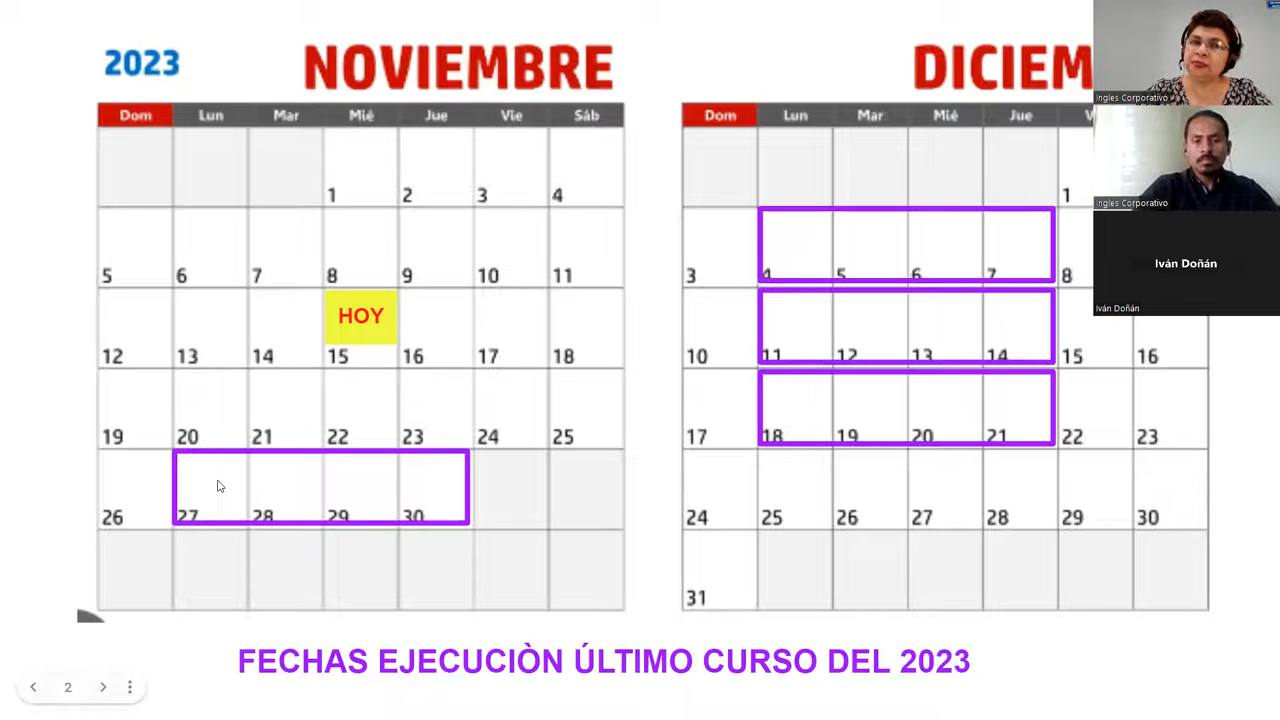 2023 NOVIEMBRE
Dom Lun Mar Mié Jue Vie Sáb
1 2 3 4
5 6 7 8 9 10 11
HOY
12 13 14 15 16 17 18
19 20 21 22 23 24 25
26 27 28 29 30
DICIEM
Dom Lun Mar Mié Jue V
1
3 4 5 6 7 8
10 11 12 13 14 15 16
17 18 19 20 21 22 23
24 25 26 27 28 29 30
31
FECHAS EJECUCIÒN ÚLTIMO CURSO DEL 2023
2
Ingles Corporativo
Ingles Corporativo
Iván Doñán
Iván Doñán